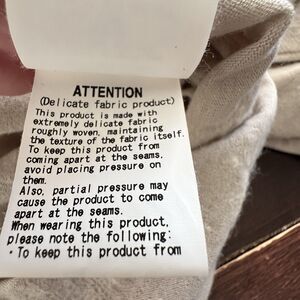 ATTENTION
(Delicate fabric product)
This product is made with
extremely delicate fabric
roughly woven, maintaining
the texture of the fabric itself.
To keep this product from
coming apart at the seams,
avoid placing pressure on
them.
Also, partial pressure may
cause the product to come
apart at the seams.
When wearing this product,
please note the following:
・To keep this product from